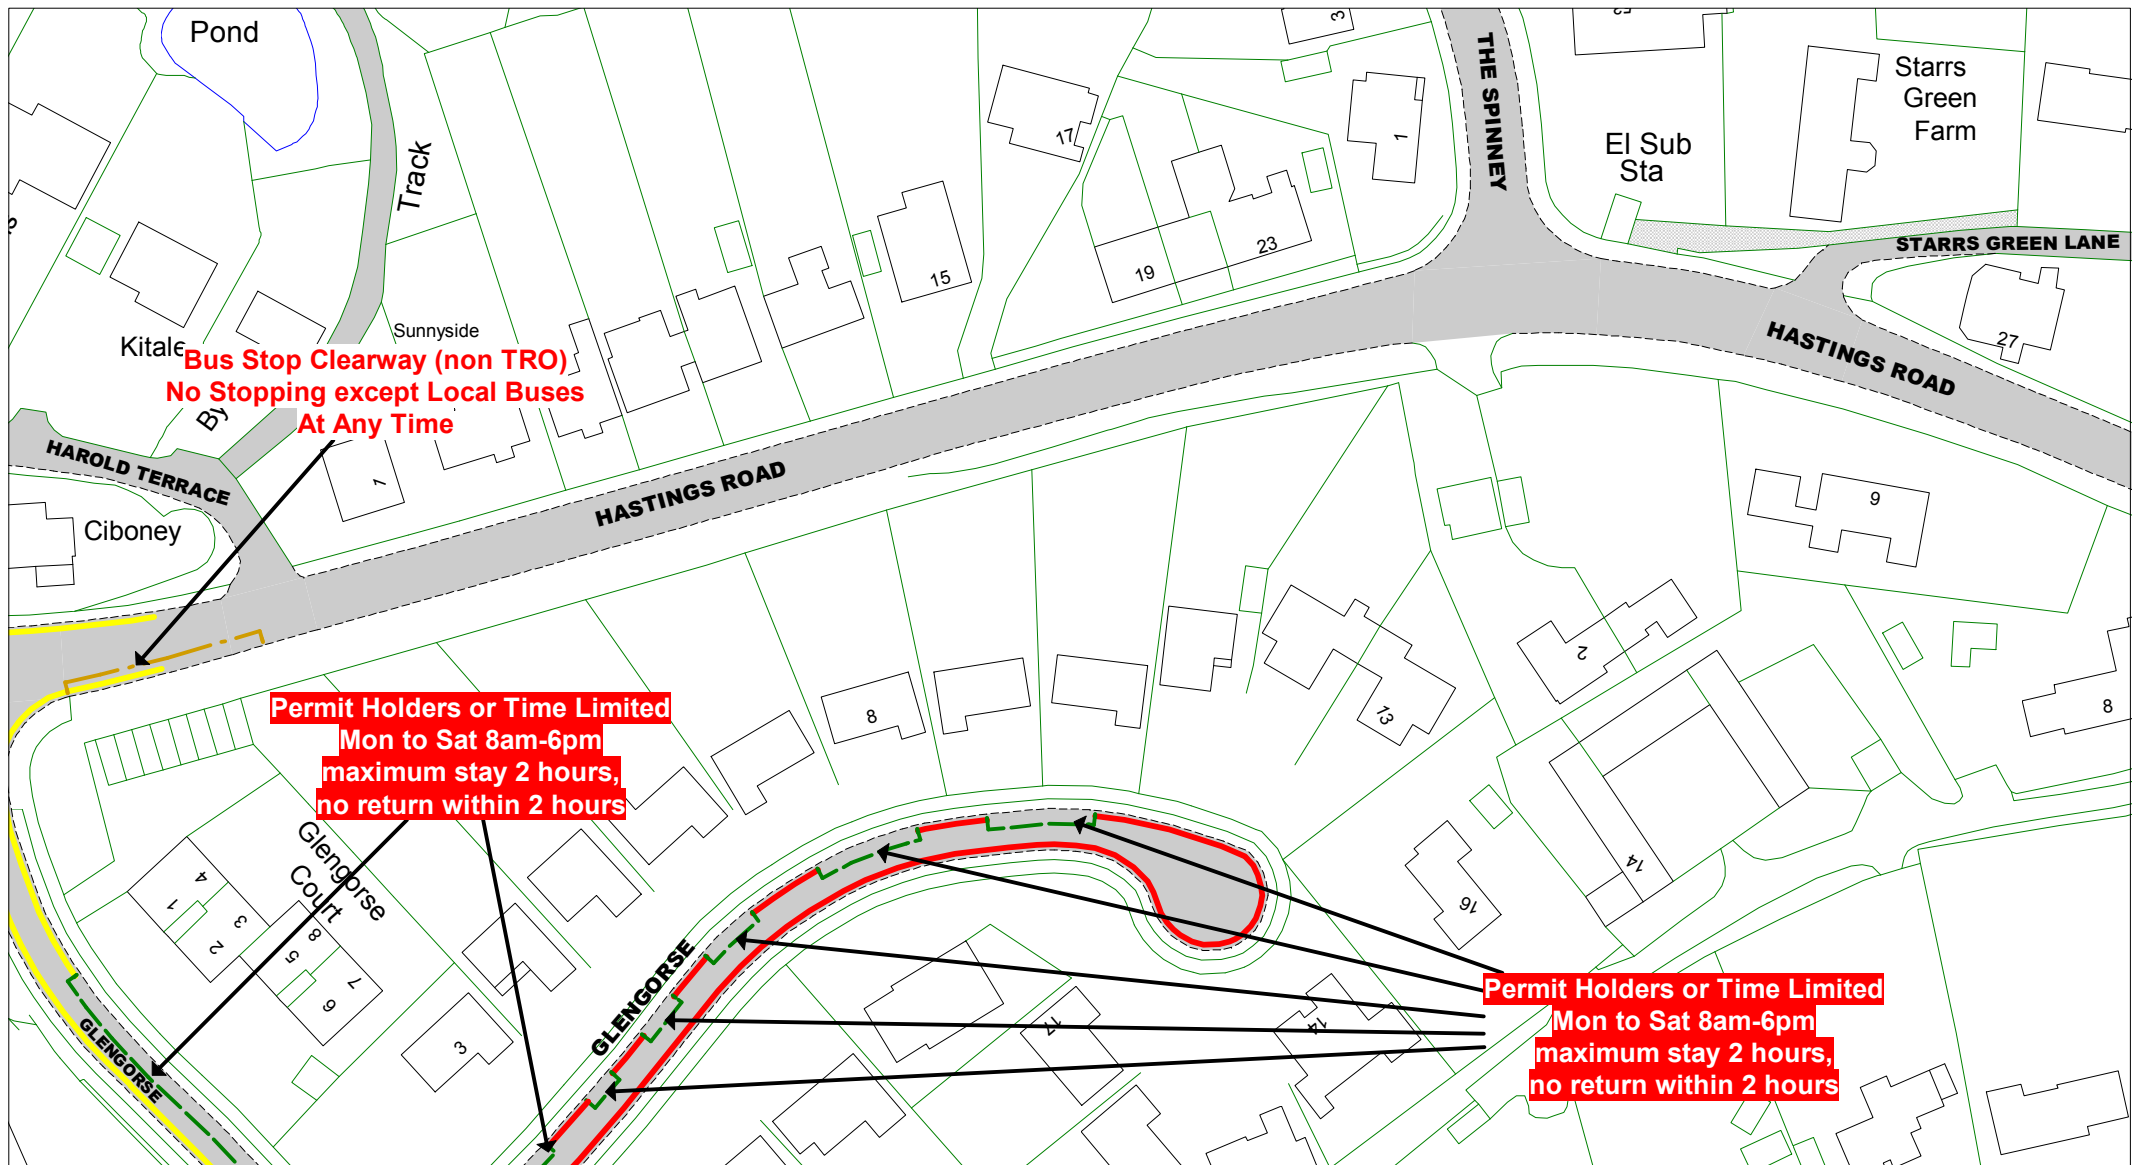 Pond
Track
Kitale
By
Sunnyside
Bus Stop Clearway (non TRO)
No Stopping except Local Buses
At Any Time
HAROLD TERRACE
Ciboney
1
HASTINGS ROAD
15
17
19
23
3
1
THE SPINNEY
El Sub
Sta
Starrs
Green
Farm
STARRS GREEN LANE
27
HASTINGS ROAD
9
2
8
13
8
14
16
Permit Holders or Time Limited
Mon to Sat 8am-6pm
maximum stay 2 hours,
no return within 2 hours
Glengorse
Court
4
1
3
2
8
5
7
6
3
GLENGORSE
GLENGORSE
17
14
Permit Holders or Time Limited
Mon to Sat 8am-6pm
maximum stay 2 hours,
no return within 2 hours